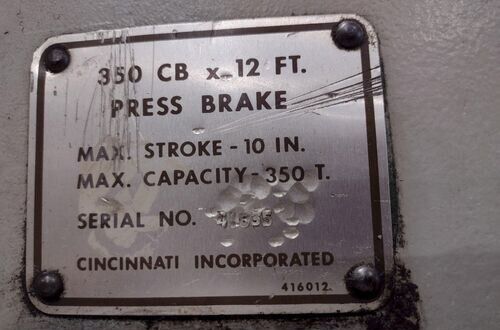 350 CB x 12 FT.
PRESS BRAKE
MAX. STROKE - 10 IN.
MAX. CAPACITY - 350 T.
SERIAL NO.
CINCINNATI INCORPORATED
416012